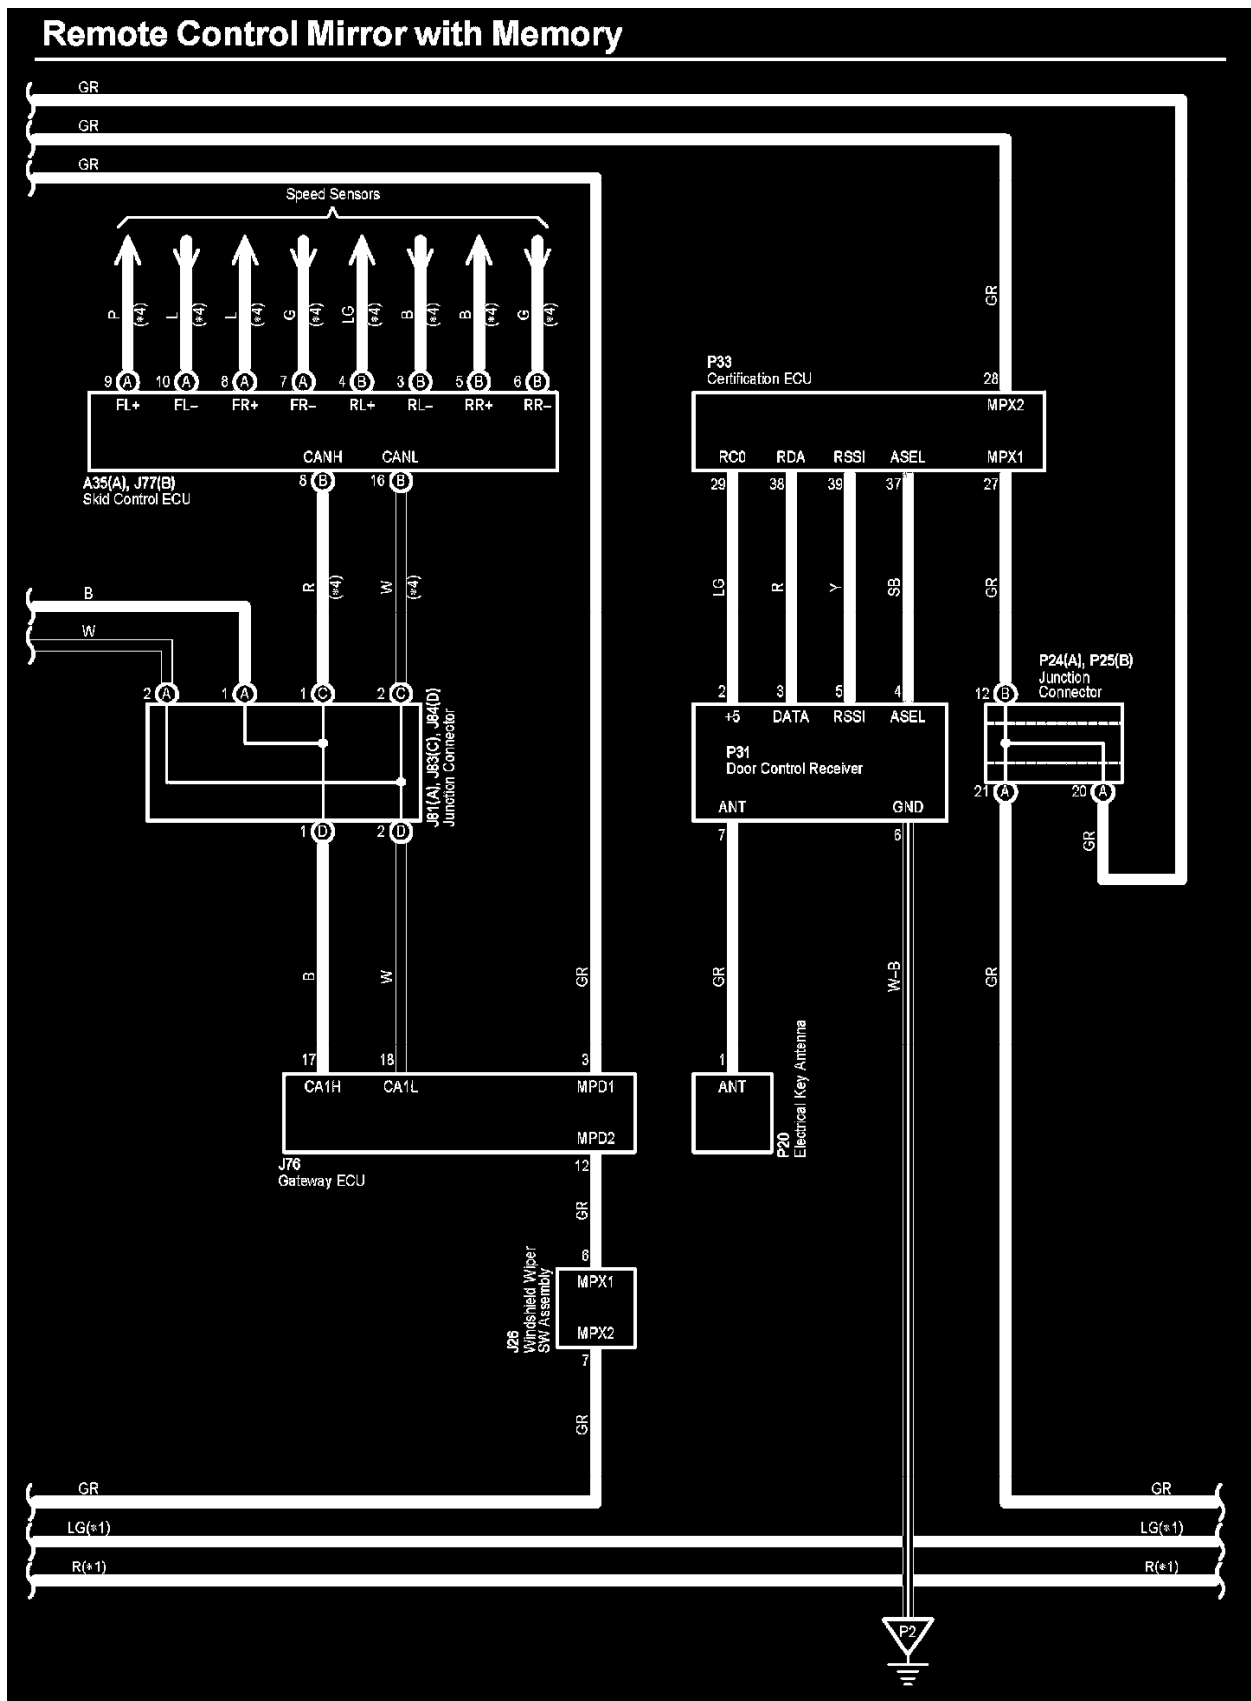 Remote Control Mirror with Memory
GR
GR
GR
Speed Sensors
P
(*4)
L
(*4)
L
(*4)
G
(*4)
LG
(*4)
B
(*4)
B
(*4)
G
(*4)
GR
9 A 10 A 8 A 7 A 4 B 3 B 5 B 6 B
FL+ FL− FR+ FR− RL+ RL− RR+ RR−
CANH CANL
8 B 16 B
A35(A), J77(B)
Skid Control ECU
P33
Certification ECU
28
MPX2
RC0 RDA RSSI ASEL MPX1
29 38 39 37 27
R
(*4)
W
(*4)
LG
R
Y
SB
GR
B
W
2 A 1 A 1 C 2 C
J81(A), J83(C), J84(D)
Junction Connector
1 D 2 D
2 3 5 4
+5 DATA RSSI ASEL
P31
Door Control Receiver
ANT GND
7 6
P24(A), P25(B)
Junction
Connector
12 B
21 A 20 A
GR
B
W
GR
GR
W−B
GR
17 18 3
CA1H CA1L MPD1
MPD2
12
J76
Gateway ECU
1
ANT
P20
Electrical Key Antenna
GR
6
MPX1
MPX2
7
J26
Windshield Wiper
SW Assembly
GR
GR
LG(*1)
R(*1)
GR
LG(*1)
R(*1)
P2